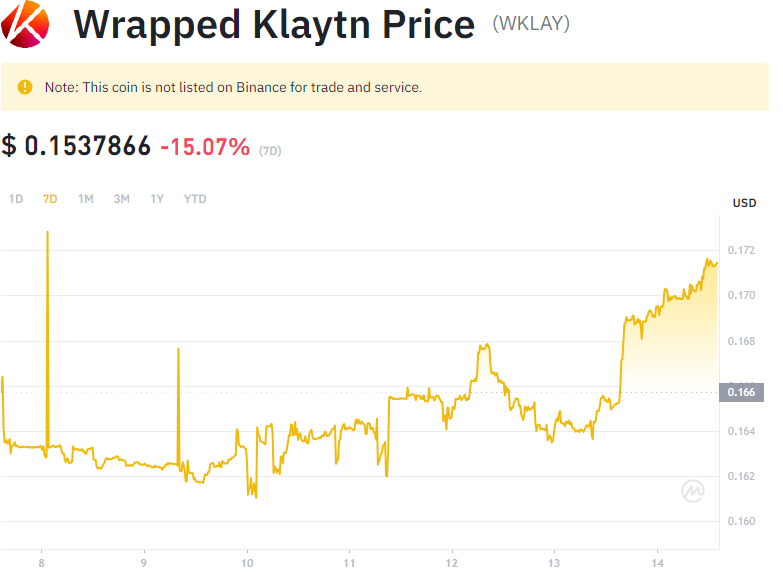 Wrapped Klaytn Price (WKLAY)
Note: This coin is not listed on Binance for trade and service.
$ 0.1537866 -15.07% (7D)
1D 7D 1M 3M 1Y YTD
USD
0.172
0.170
0.168
0.166
0.164
0.162
0.160
8 9 10 11 12 13 14